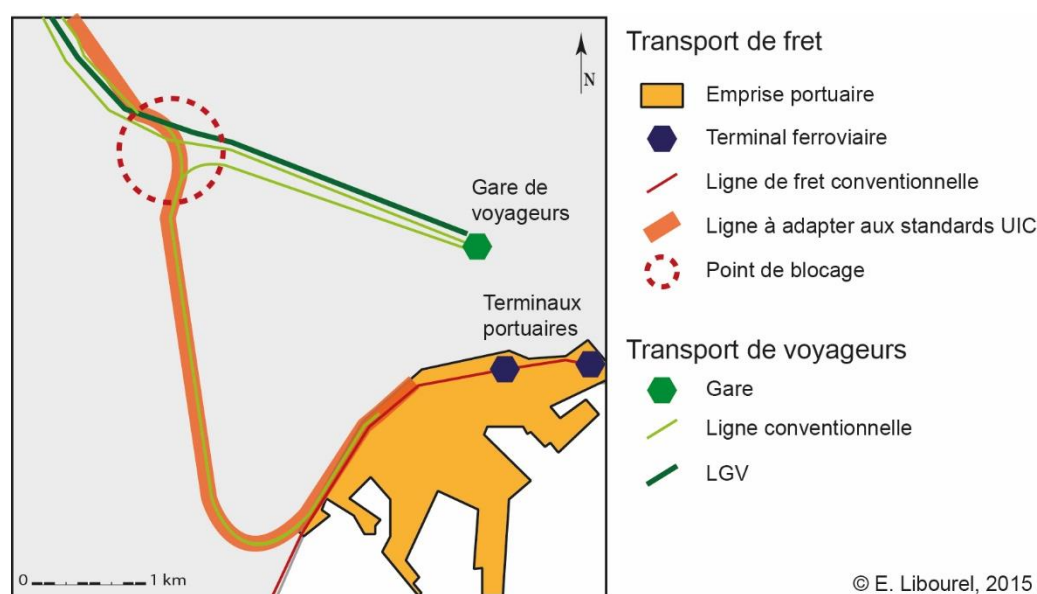 N
Gare de
voyageurs
Terminaux
portuaires
0
1 km
Transport de fret
Emprise portuaire
Terminal ferroviaire
Ligne de fret conventionnelle
Ligne à adapter aux standards UIC
Point de blocage
Transport de voyageurs
Gare
Ligne conventionnelle
LGV
© E. Libourel, 2015